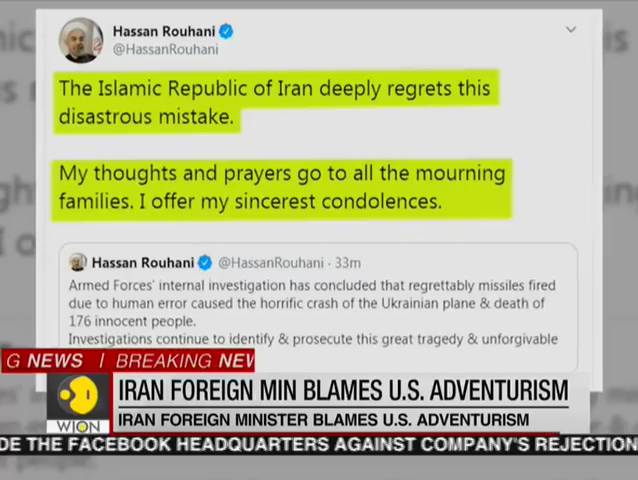 Hassan Rouhani
@HassanRouhani
The Islamic Republic of Iran deeply regrets this
disastrous mistake.
My thoughts and prayers go to all the mourning
families. I offer my sincerest condolences.
Hassan Rouhani @HassanRouhani · 33m
Armed Forces' internal investigation has concluded that regrettably missiles fired
due to human error caused the horrific crash of the Ukrainian plane & death of
176 innocent people.
Investigations continue to identify & prosecute this great tragedy & unforgivable
G NEWS | BREAKING NEW
IRAN FOREIGN MIN BLAMES U.S. ADVENTURISM
IRAN FOREIGN MINISTER BLAMES U.S. ADVENTURISM
WION
DE THE FACEBOOK HEADQUARTERS AGAINST COMPANY'S REJECTION